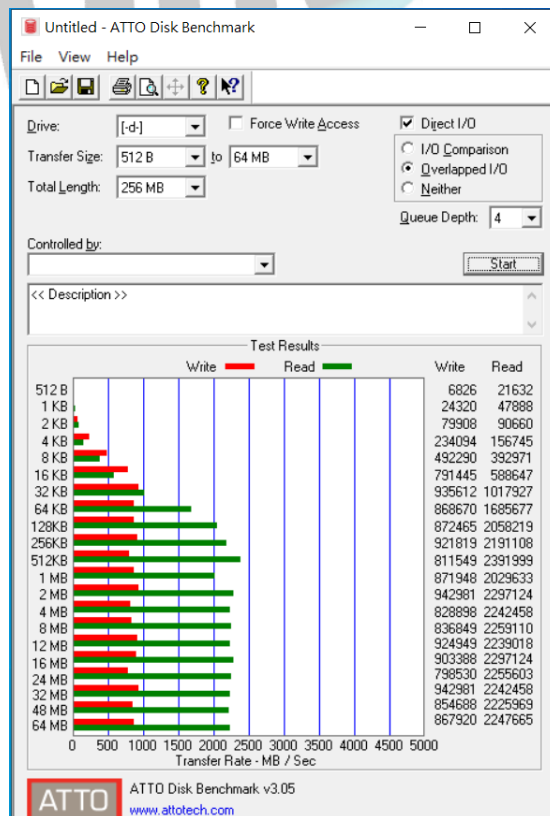 Untitled - ATTO Disk Benchmark
File View Help
Drive: [-d-] Force Write Access Direct I/O
Transfer Size: 512 B to 64 MB I/O Comparison
Overlapped I/O
Total Length: 256 MB Neither
Queue Depth: 4
Controlled by:
Start
<< Description >>
Test Results
Write Read Write Read
512 B 6826 21632
1 KB 24320 47888
2 KB 79908 90660
4 KB 234094 156745
8 KB 492290 392971
16 KB 791445 588647
32 KB 935612 1017927
64 KB 868670 1685677
128KB 872465 2058219
256KB 921819 2191108
512KB 811549 2391999
1 MB 871948 2029633
2 MB 942981 2297124
4 MB 828898 2242458
8 MB 836849 2259110
12 MB 924949 2239018
16 MB 903388 2297124
24 MB 798530 2255603
32 MB 942981 2242458
48 MB 854688 2225969
64 MB 867920 2247665
0 500 1000 1500 2000 2500 3000 3500 4000 4500 5000
Transfer Rate - MB / Sec
ATTO
ATTO Disk Benchmark v3.05
www.attotech.com